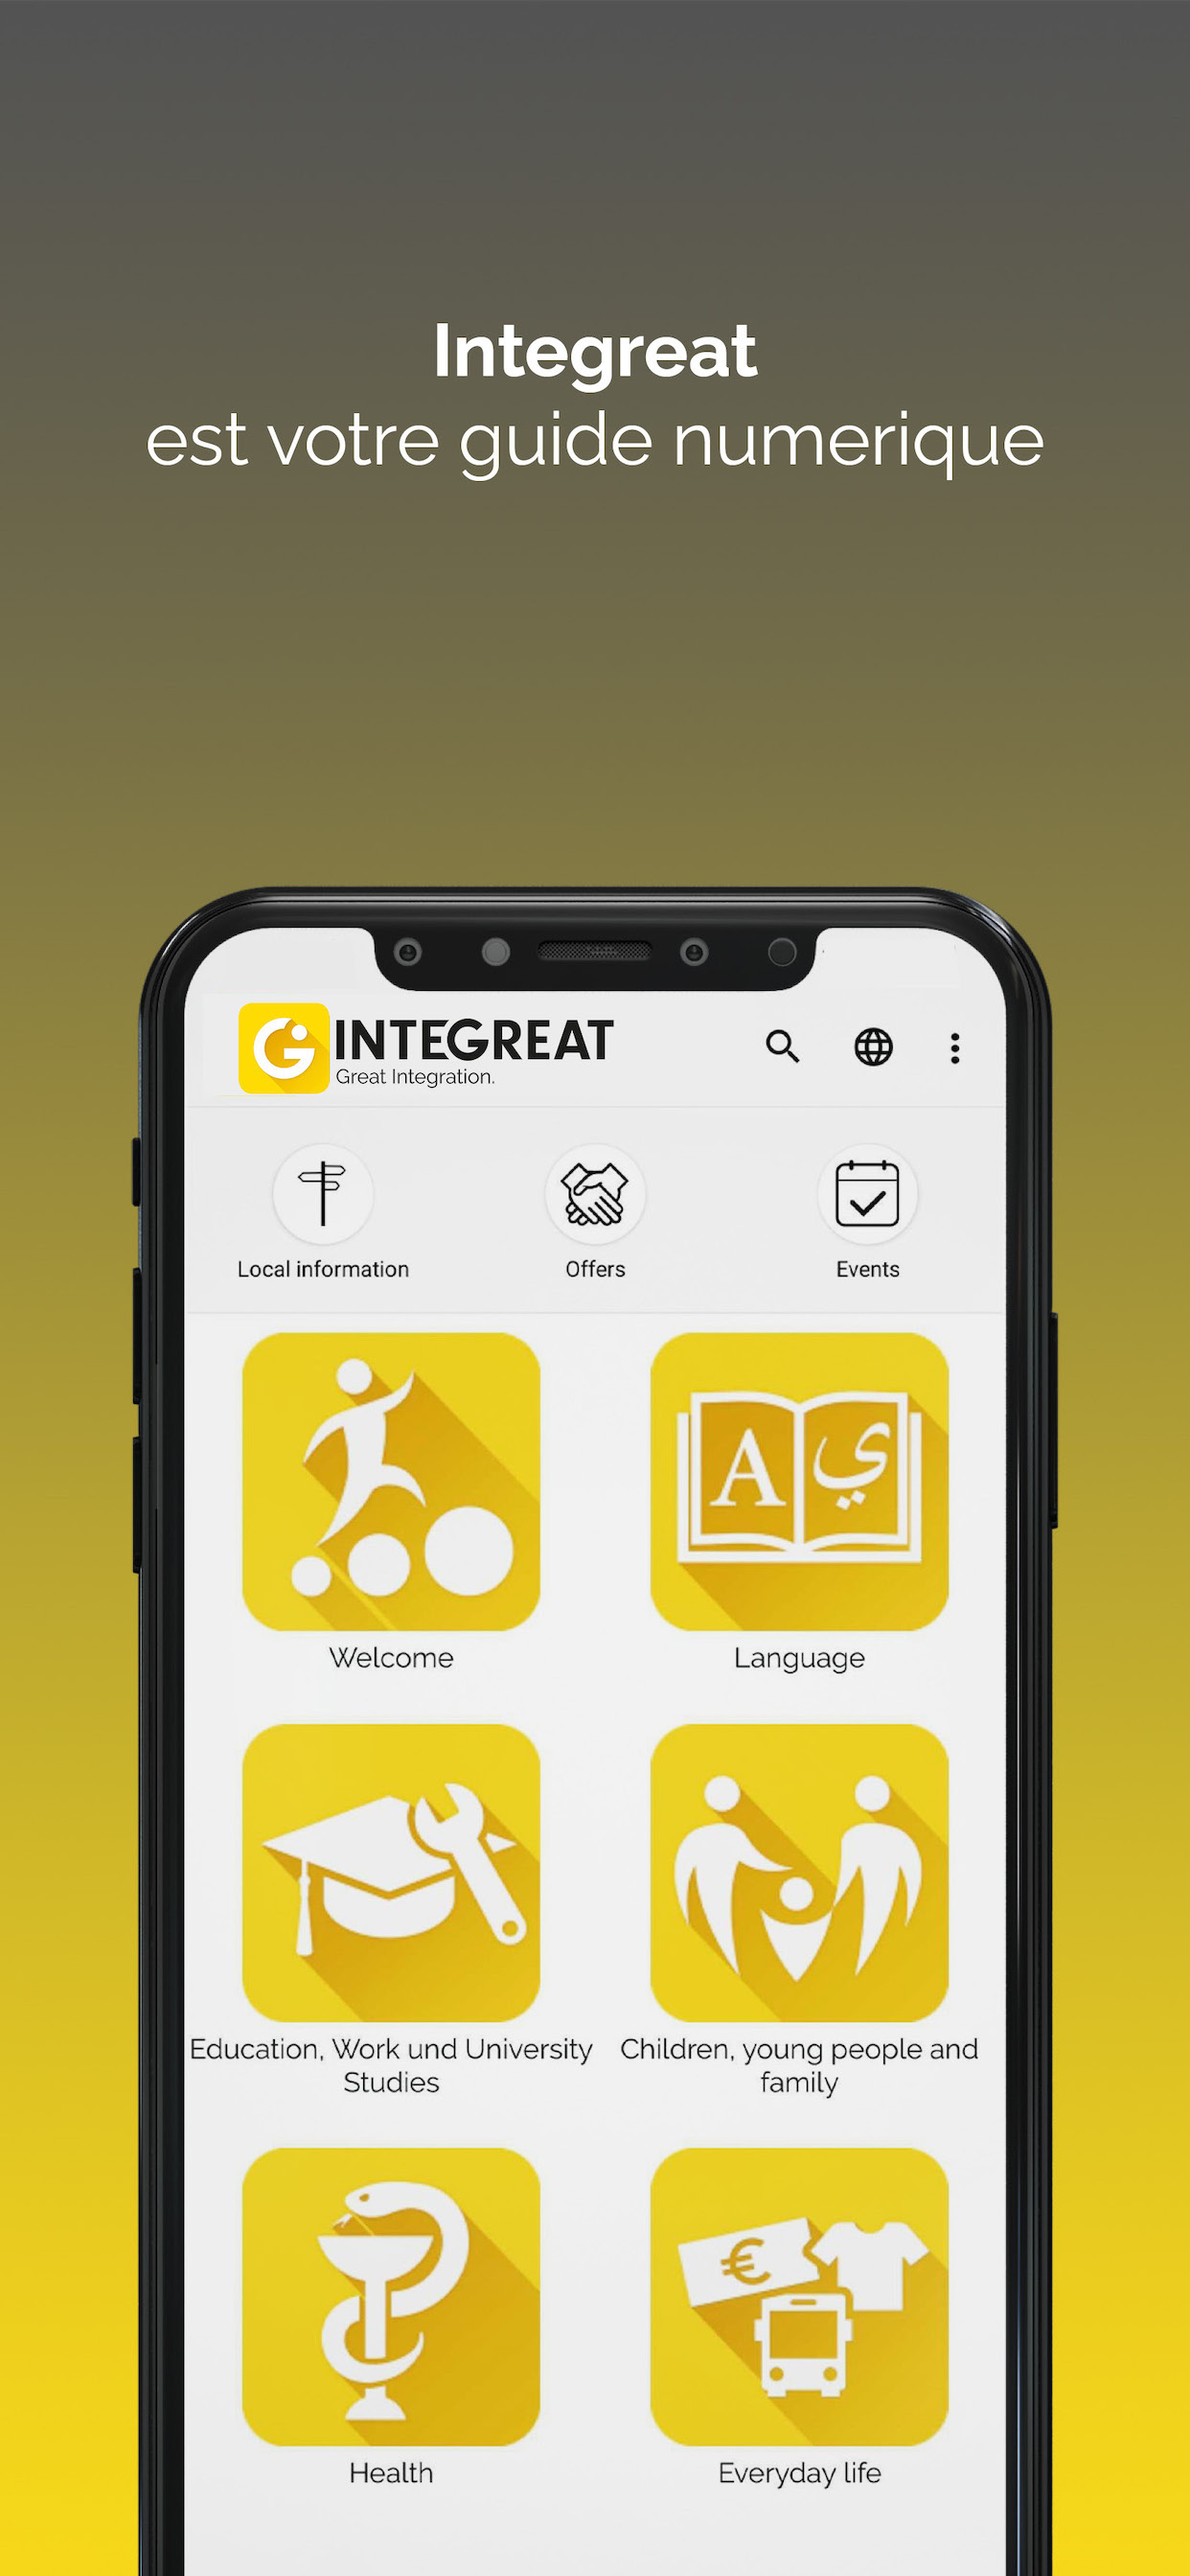 Integreat
est votre guide numerique
INTEGREAT
Great Integration.
Local information
Offers
Events
A ي
Welcome
Language
Education, Work und University
Studies
Children, young people and
family
€
Health
Everyday life